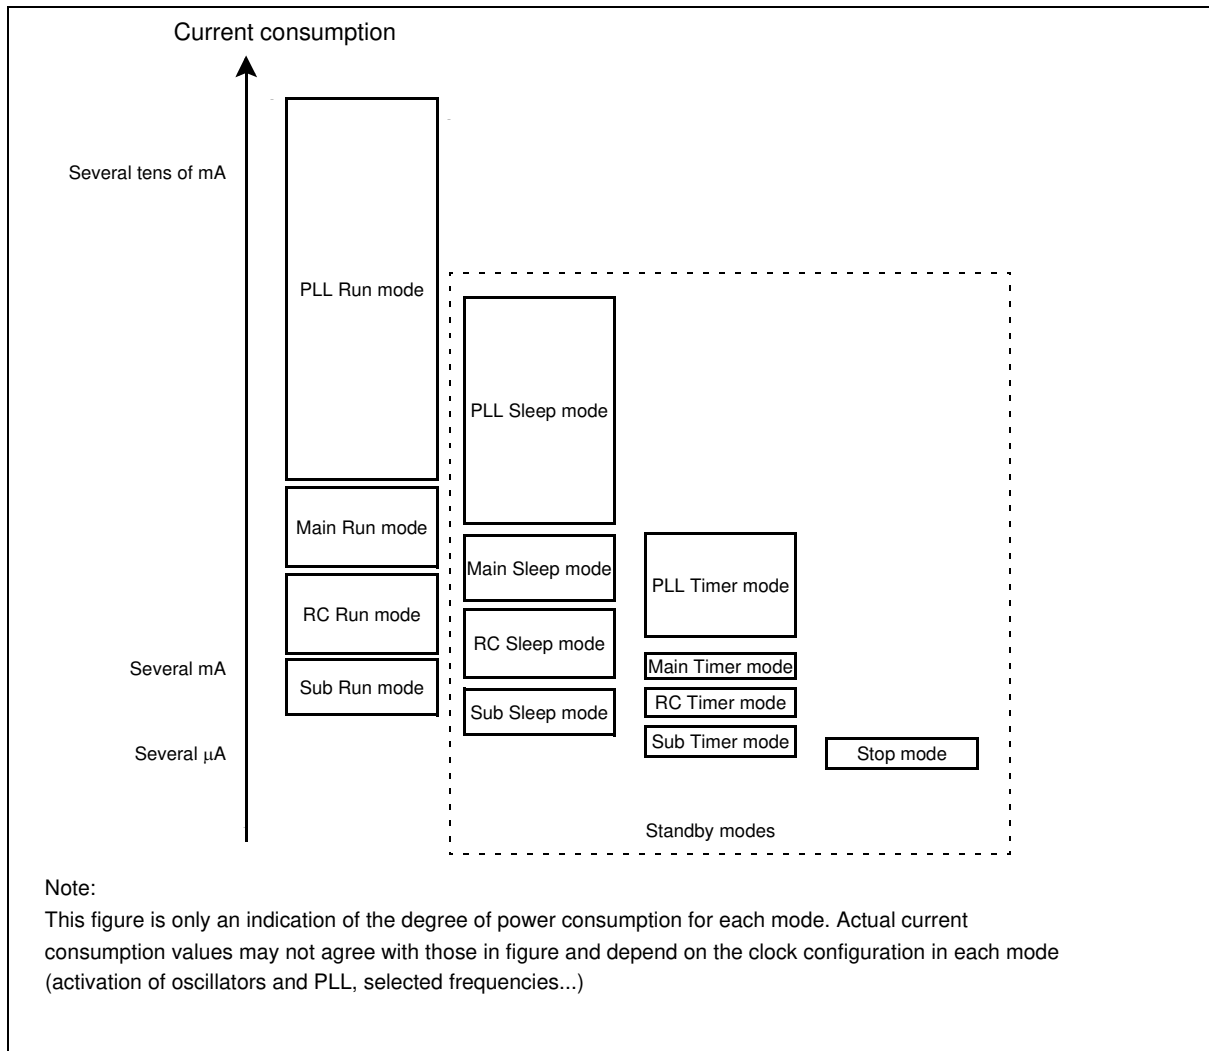 Current consumption
Several tens of mA
PLL Run mode
PLL Sleep mode
Main Run mode
Main Sleep mode
PLL Timer mode
RC Run mode
RC Sleep mode
Several mA
Main Timer mode
Sub Run mode
RC Timer mode
Sub Sleep mode
Sub Timer mode
Several μA
Stop mode
Standby modes
Note:
This figure is only an indication of the degree of power consumption for each mode. Actual current
consumption values may not agree with those in figure and depend on the clock configuration in each mode
(activation of oscillators and PLL, selected frequencies...)